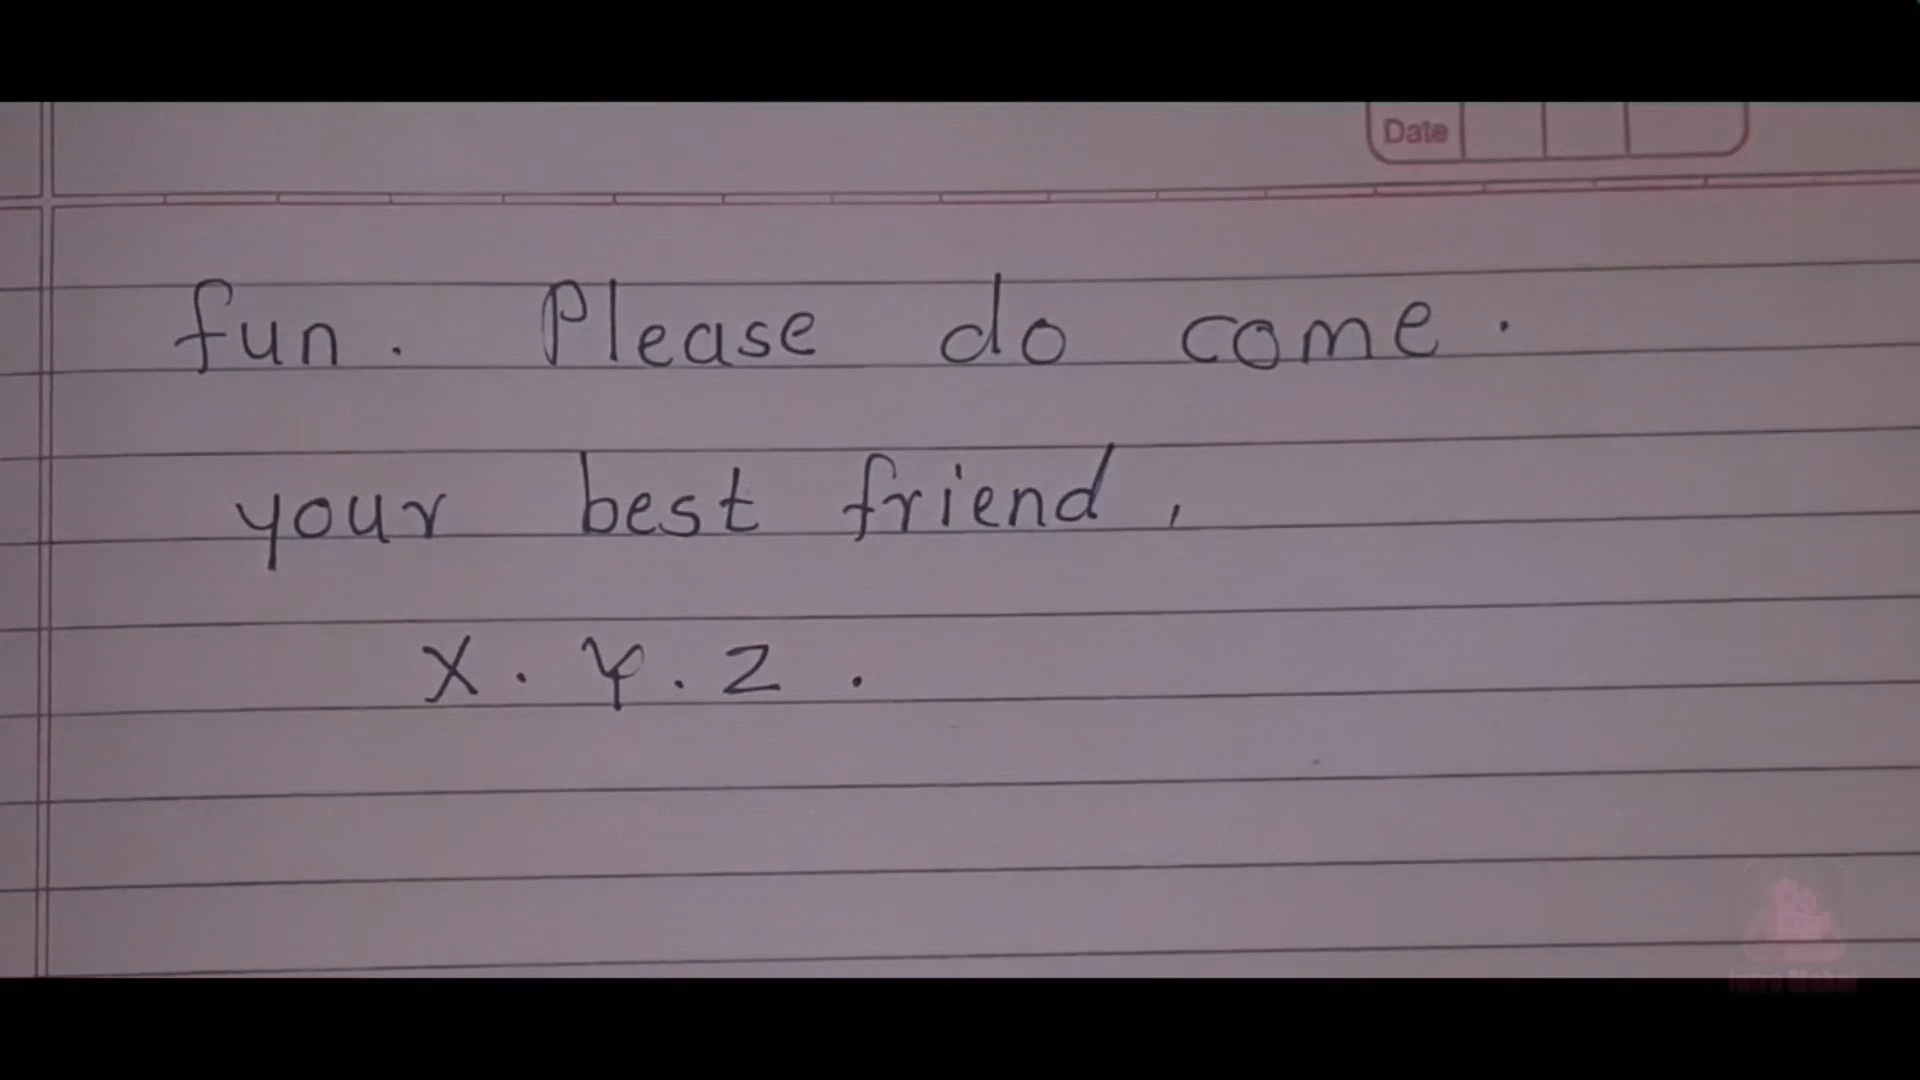 Date
fun. Please do come.
your best friend,
X. Y. Z.